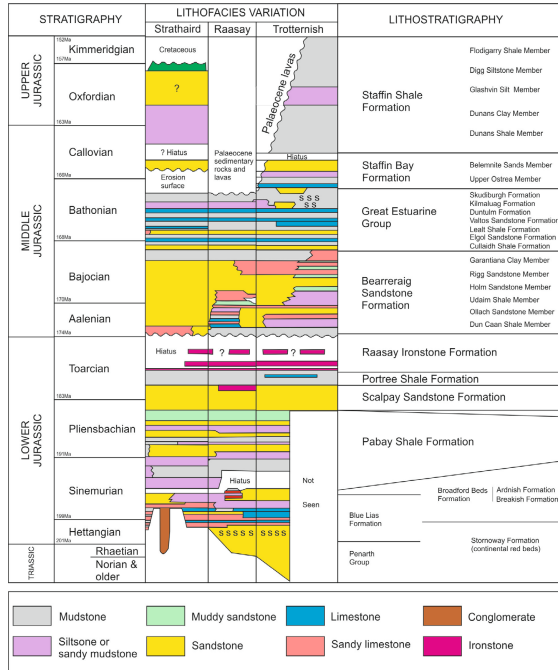 STRATIGRAPHY
LITHOFACIES VARIATION
LITHOSTRATIGRAPHY
Strathaird
Raasay
Trotternish
UPPER
JURASSIC
MIDDLE
JURASSIC
LOWER
JURASSIC
TRIASSIC
152Ma
Kimmeridgian
157Ma
Oxfordian
163Ma
Callovian
166Ma
Bathonian
168Ma
Bajocian
170Ma
Aalenian
174Ma
Toarcian
183Ma
Pliensbachian
191Ma
Sinemurian
199Ma
Hettangian
201Ma
Rhaetian
Norian &
older
Cretaceous
?
? Hiatus
Erosion
surface
Palaeocene
sedimentary
rocks and
lavas
Palaeocene lavas
Hiatus
S S S
S S
Hiatus
?
?
Hiatus
Not
Seen
S S S S S
Flodigarry Shale Member
Digg Siltstone Member
Glashvin Silt Member
Staffin Shale
Formation
Dunans Clay Member
Dunans Shale Member
Staffin Bay
Formation
Belemnite Sands Member
Upper Ostrea Member
Great Estuarine
Group
Skudiburgh Formation
Kilmaluag Formation
Duntulm Formation
Valtos Sandstone Formation
Lealt Shale Formation
Elgol Sandstone Formation
Cullaidh Shale Formation
Bearreraig
Sandstone
Formation
Garantiana Clay Member
Rigg Sandstone Member
Holm Sandstone Member
Udairn Shale Member
Ollach Sandstone Member
Dun Caan Shale Member
Raasay Ironstone Formation
Portree Shale Formation
Scalpay Sandstone Formation
Pabay Shale Formation
Broadford Beds
Formation
Ardnish Formation
Breakish Formation
Blue Lias
Formation
Stornoway Formation
(continental red beds)
Penarth
Group
Mudstone
Muddy sandstone
Limestone
Conglomerate
Siltsone or
sandy mudstone
Sandstone
Sandy limestone
Ironstone